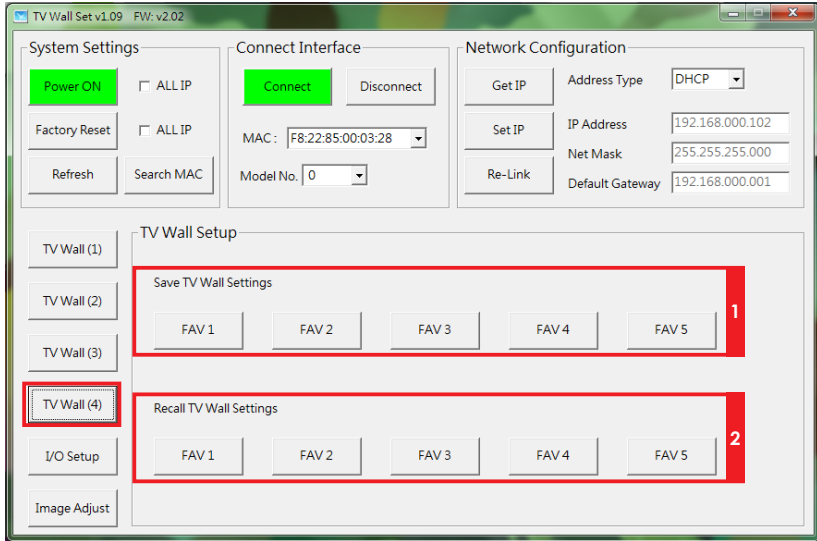 TV Wall Set v1.09 FW: v2.02
System Settings
Power ON
ALL IP
Factory Reset
ALL IP
Refresh
Search MAC
Connect Interface
Connect
Disconnect
MAC : F8:22:85:00:03:28
Model No. 0
Network Configuration
Get IP
Address Type DHCP
Set IP
IP Address 192.168.000.102
Net Mask 255.255.255.000
Re-Link
Default Gateway 192.168.000.001
TV Wall (1)
TV Wall (2)
TV Wall (3)
TV Wall (4)
I/O Setup
Image Adjust
TV Wall Setup
Save TV Wall Settings
FAV 1 FAV 2 FAV 3 FAV 4 FAV 5
1
Recall TV Wall Settings
FAV 1 FAV 2 FAV 3 FAV 4 FAV 5
2